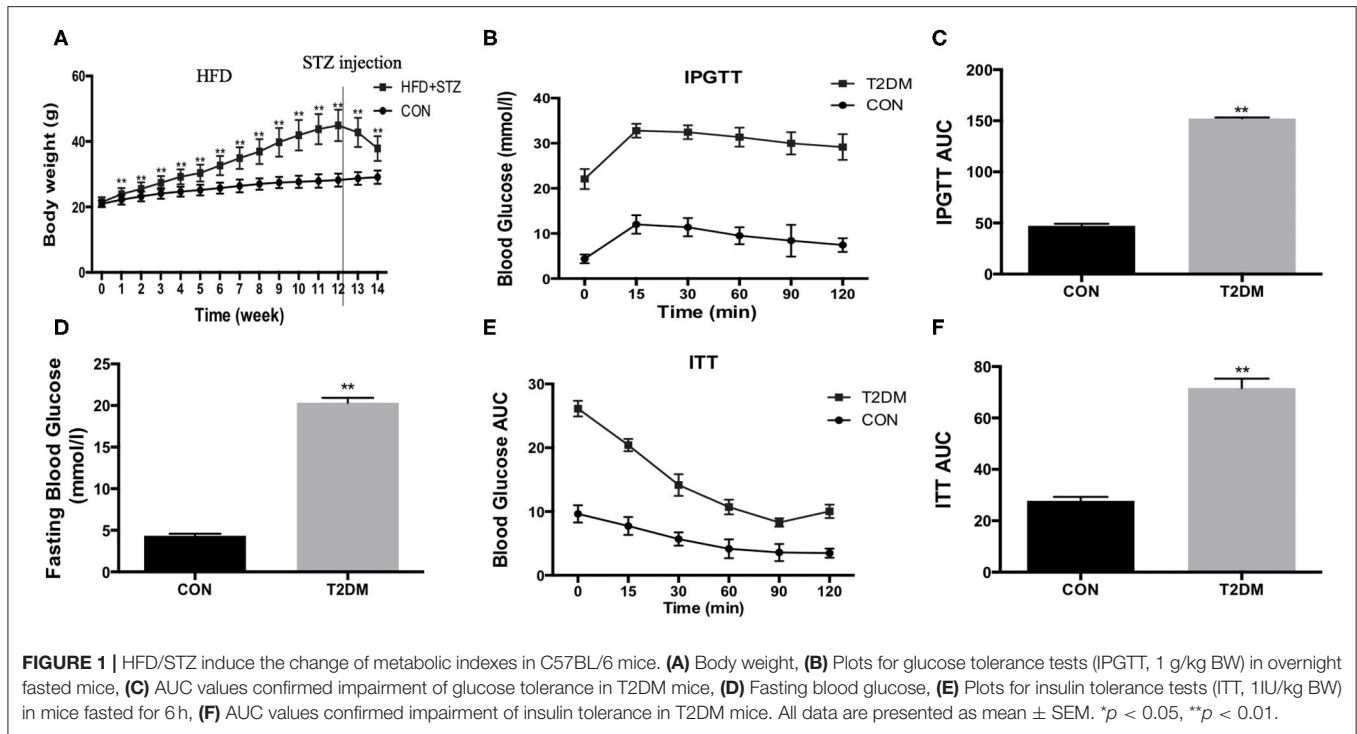 A
HFD
STZ injection
HFD+STZ
CON
Body weight (g)
60
40
20
0
** ** ** ** ** ** ** ** ** ** ** ** ** **
0 1 2 3 4 5 6 7 8 9 10 11 12 13 14
Time (week)
B
IPGTT
T2DM
CON
Blood Glucose (mmol/l)
40
30
20
10
0
0 15 30 60 90 120
Time (min)
C
IPGTT AUC
200
150
100
50
0
**
CON T2DM
D
Fasting Blood Glucose
(mmol/l)
25
20
15
10
5
0
**
CON T2DM
E
ITT
T2DM
CON
Blood Glucose AUC
30
20
10
0
0 15 30 60 90 120
Time (min)
F
ITT AUC
80
60
40
20
0
**
CON T2DM
FIGURE 1 | HFD/STZ induce the change of metabolic indexes in C57BL/6 mice. (A) Body weight, (B) Plots for glucose tolerance tests (IPGTT, 1 g/kg BW) in overnight
fasted mice, (C) AUC values confirmed impairment of glucose tolerance in T2DM mice, (D) Fasting blood glucose, (E) Plots for insulin tolerance tests (ITT, 1IU/kg BW)
in mice fasted for 6 h, (F) AUC values confirmed impairment of insulin tolerance in T2DM mice. All data are presented as mean ± SEM. *p < 0.05, **p < 0.01.